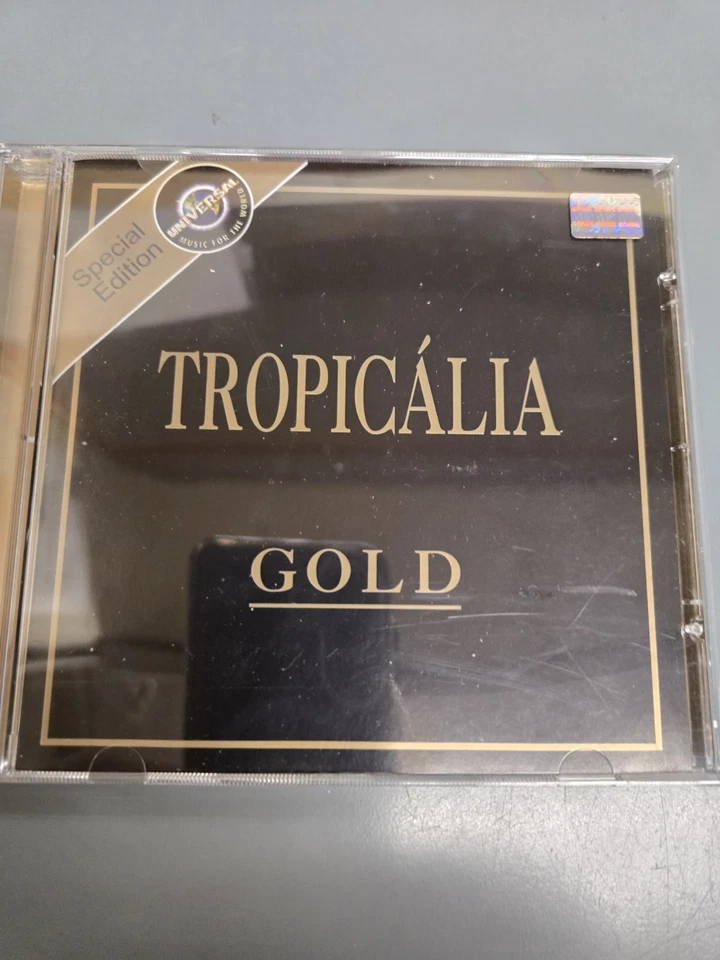 Special
Edition
UNIVERSAL
MUSIC FOR THE WORLD
TROPICÁLIA
GOLD